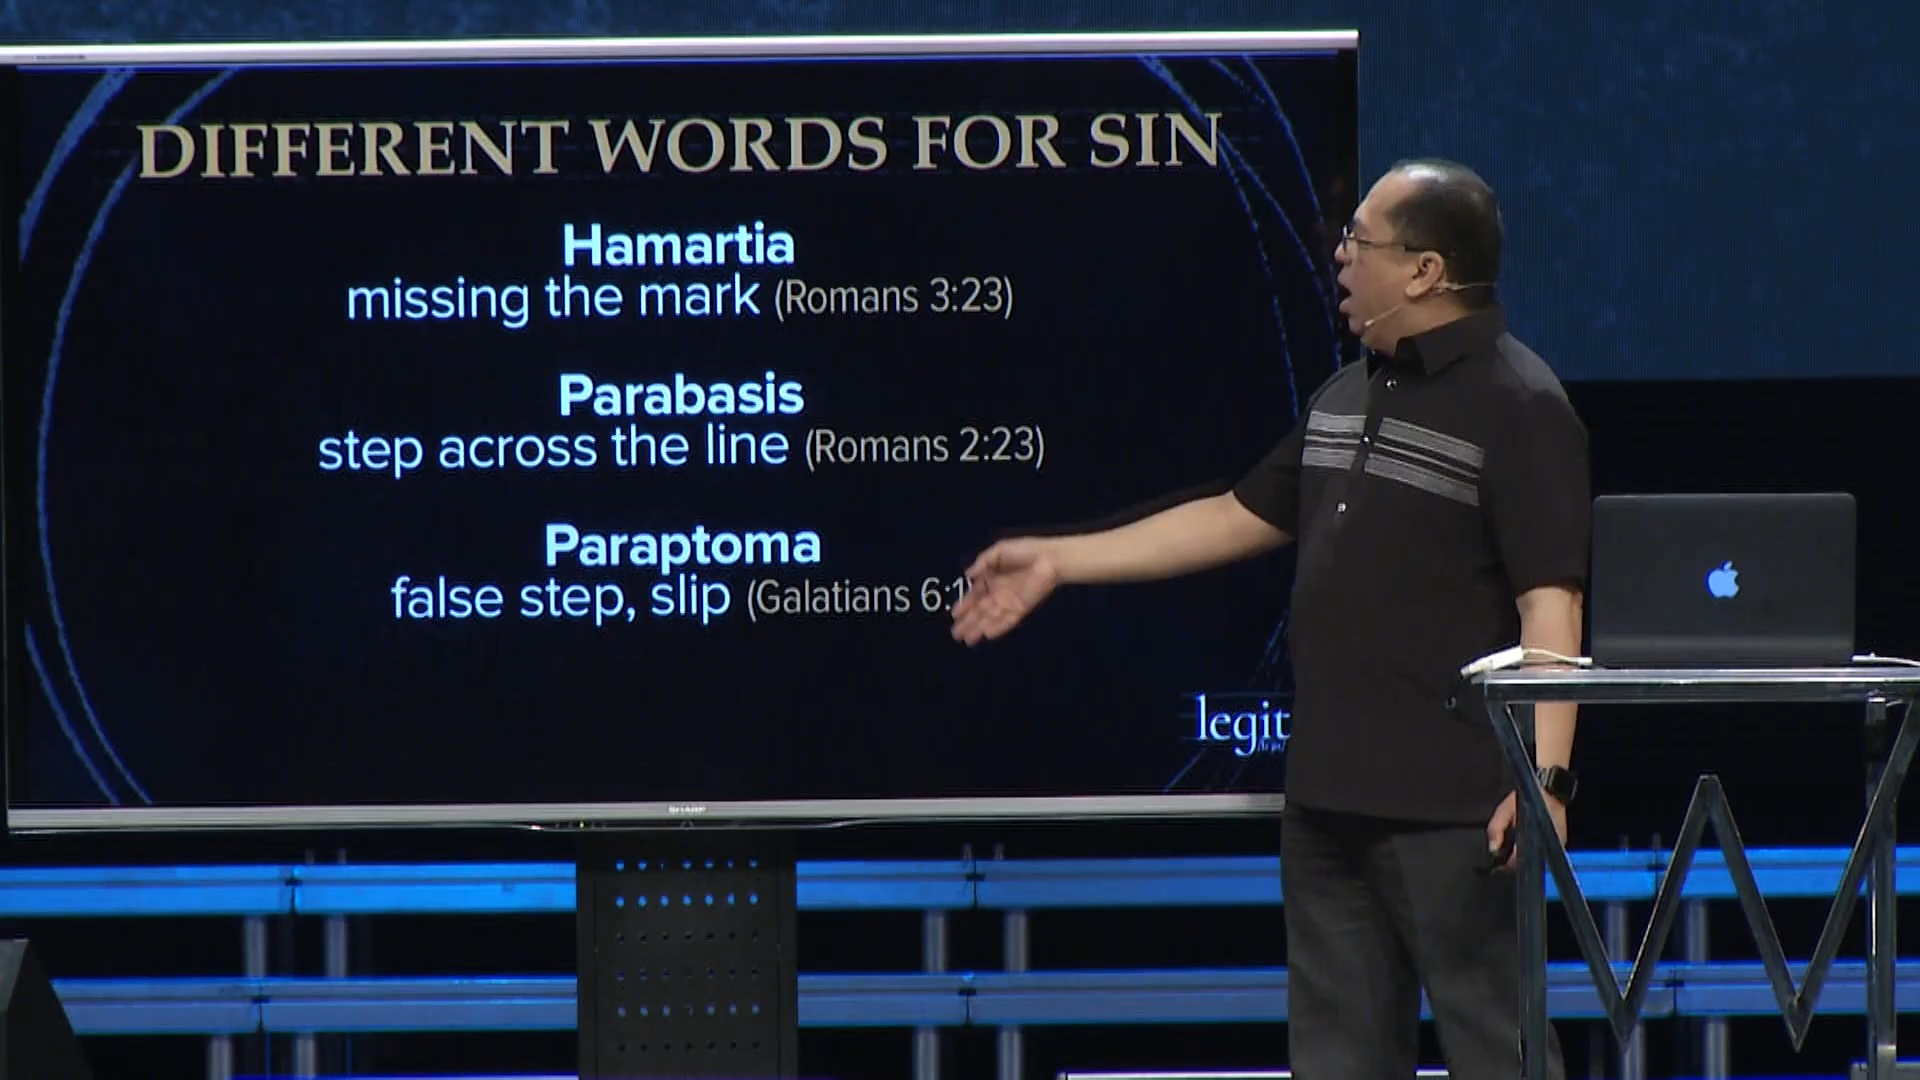 DIFFERENT WORDS FOR SIN
Hamartia
missing the mark (Romans 3:23)
Parabasis
step across the line (Romans 2:23)
Paraptoma
false step, slip (Galatians 6:1)
legit
SHARP